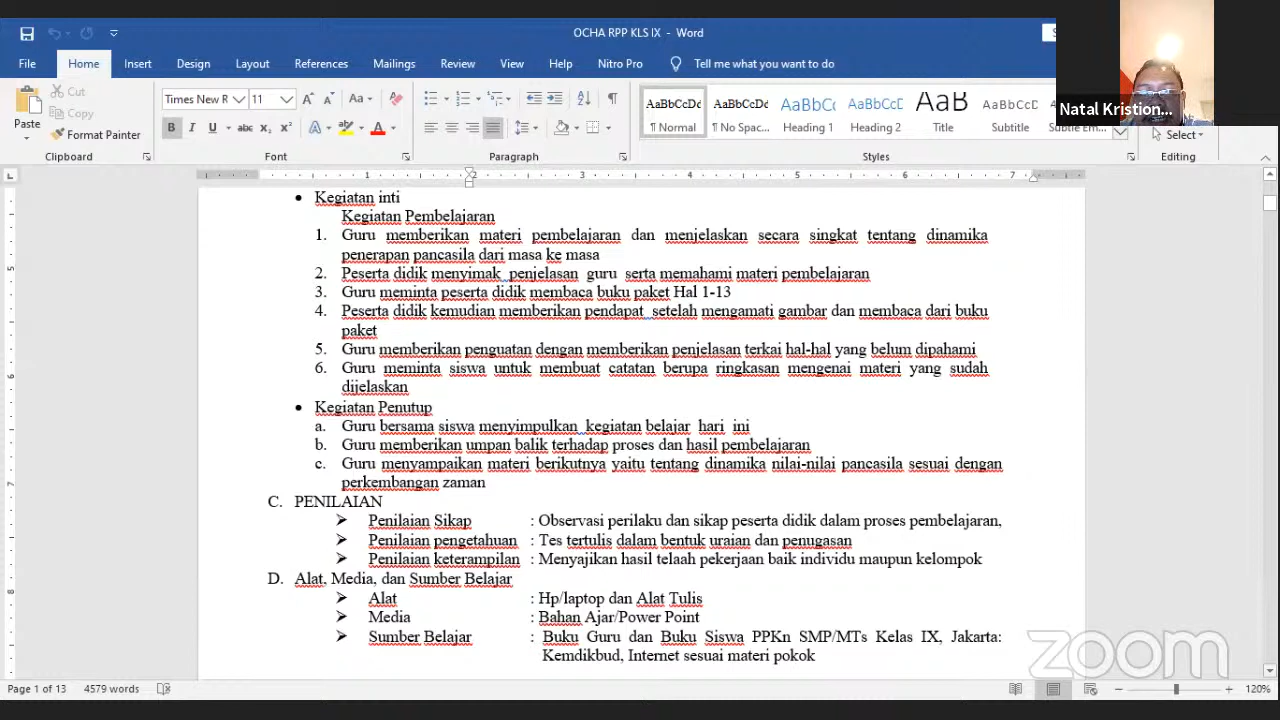 OCHA RPP KLS IX - Word
File Home Insert Design Layout References Mailings Review View Help Nitro Pro Tell me what you want to do
Natal Kristion...
Paste Cut Copy Format Painter
Times New R 11
AaBbCcDd AaBbCcDd AaBbCc AaBbCcD AaB AaBbCcD
¶ Normal ¶ No Spac... Heading 1 Heading 2 Title Subtitle Subtle Em... Select
Clipboard Font Paragraph Styles Editing
1 2 3 4 5 6 7
Kegiatan inti
Kegiatan Pembelajaran
1. Guru memberikan materi pembelajaran dan menjelaskan secara singkat tentang dinamika
penerapan pancasila dari masa ke masa
2. Peserta didik menyimak penjelasan guru serta memahami materi pembelajaran
3. Guru meminta peserta didik membaca buku paket Hal 1-13
4. Peserta didik kemudian memberikan pendapat setelah mengamati gambar dan membaca dari buku
paket
5. Guru memberikan penguatan dengan memberikan penjelasan terkai hal-hal yang belum dipahami
6. Guru meminta siswa untuk membuat catatan berupa ringkasan mengenai materi yang sudah
dijelaskan
Kegiatan Penutup
a. Guru bersama siswa menyimpulkan kegiatan belajar hari ini
b. Guru memberikan umpan balik terhadap proses dan hasil pembelajaran
c. Guru menyampaikan materi berikutnya yaitu tentang dinamika nilai-nilai pancasila sesuai dengan
perkembangan zaman
C. PENILAIAN
Penilaian Sikap : Observasi perilaku dan sikap peserta didik dalam proses pembelajaran,
Penilaian pengetahuan : Tes tertulis dalam bentuk uraian dan penugasan
Penilaian keterampilan : Menyajikan hasil telaah pekerjaan baik individu maupun kelompok
D. Alat, Media, dan Sumber Belajar
Alat : Hp/laptop dan Alat Tulis
Media : Bahan Ajar/Power Point
Sumber Belajar : Buku Guru dan Buku Siswa PPKn SMP/MTs Kelas IX, Jakarta:
Kemdikbud, Internet sesuai materi pokok
zoom
Page 1 of 13 4579 words 120%